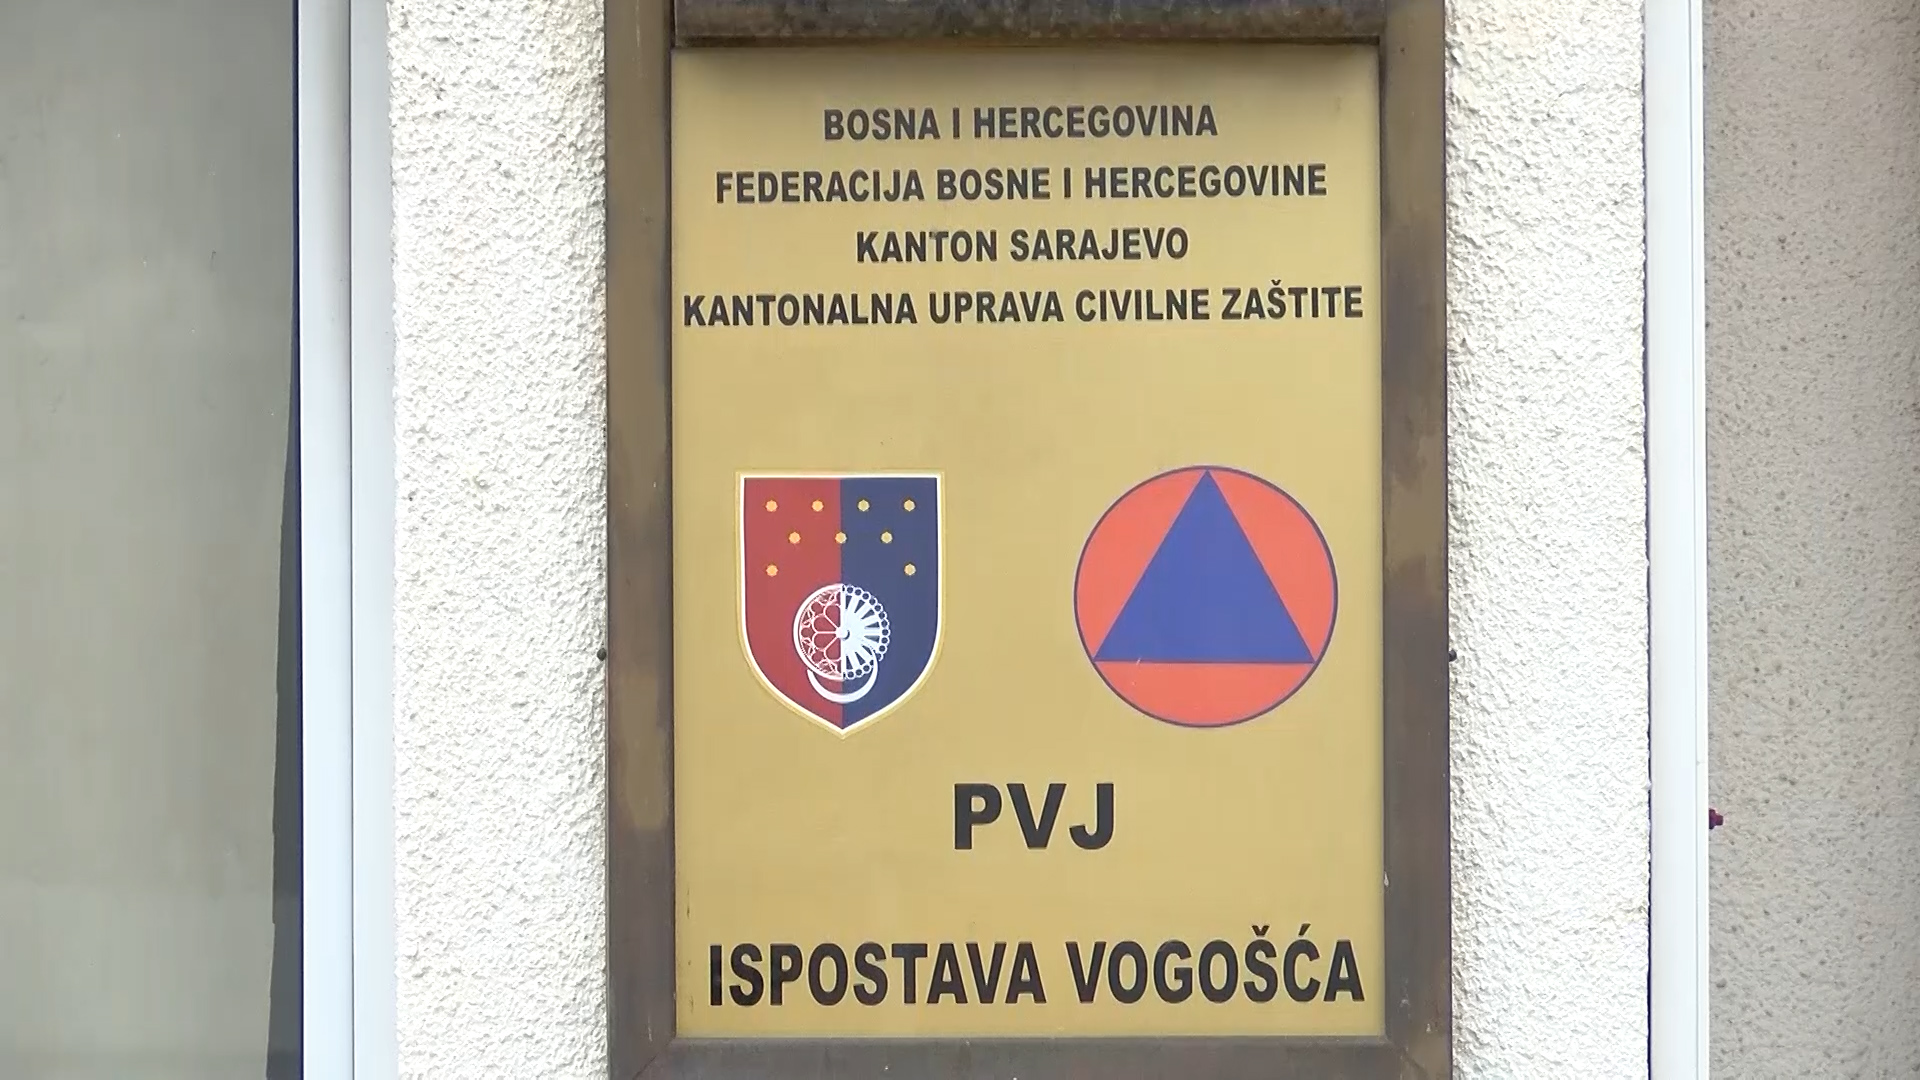 BOSNA I HERCEGOVINA
FEDERACIJA BOSNE I HERCEGOVINE
KANTON SARAJEVO
KANTONALNA UPRAVA CIVILNE ZAŠTITE
PVJ
ISPOSTAVA VOGOŠĆA